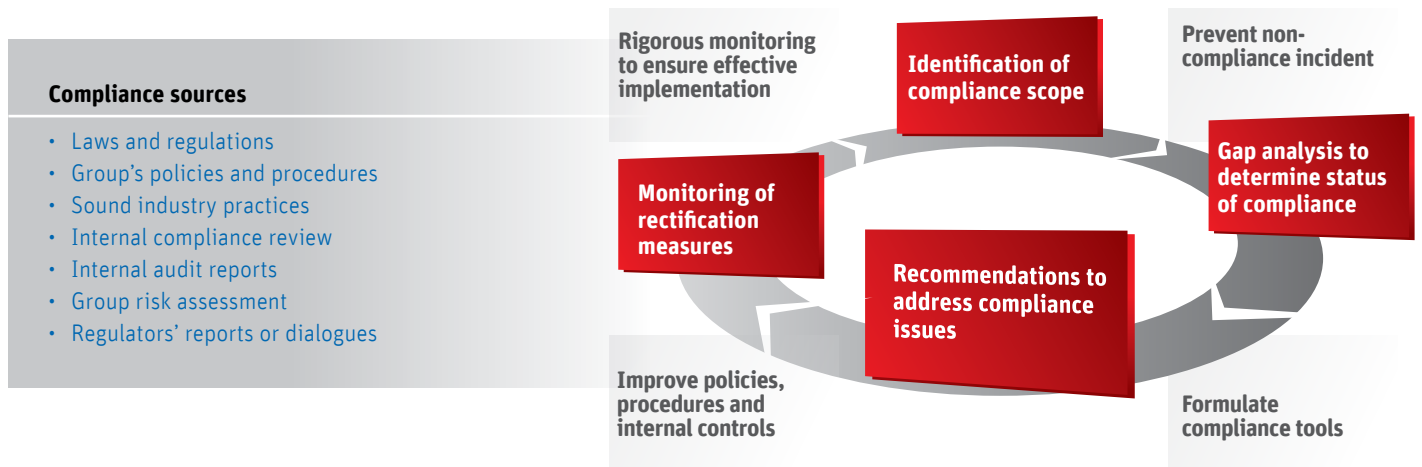 Compliance sources
• Laws and regulations
• Group's policies and procedures
• Sound industry practices
• Internal compliance review
• Internal audit reports
• Group risk assessment
• Regulators' reports or dialogues
Rigorous monitoring
to ensure effective
implementation
Identification of
compliance scope
Prevent non-
compliance incident
Gap analysis to
determine status
of compliance
Monitoring of
rectification
measures
Recommendations to
address compliance
issues
Improve policies,
procedures and
internal controls
Formulate
compliance tools